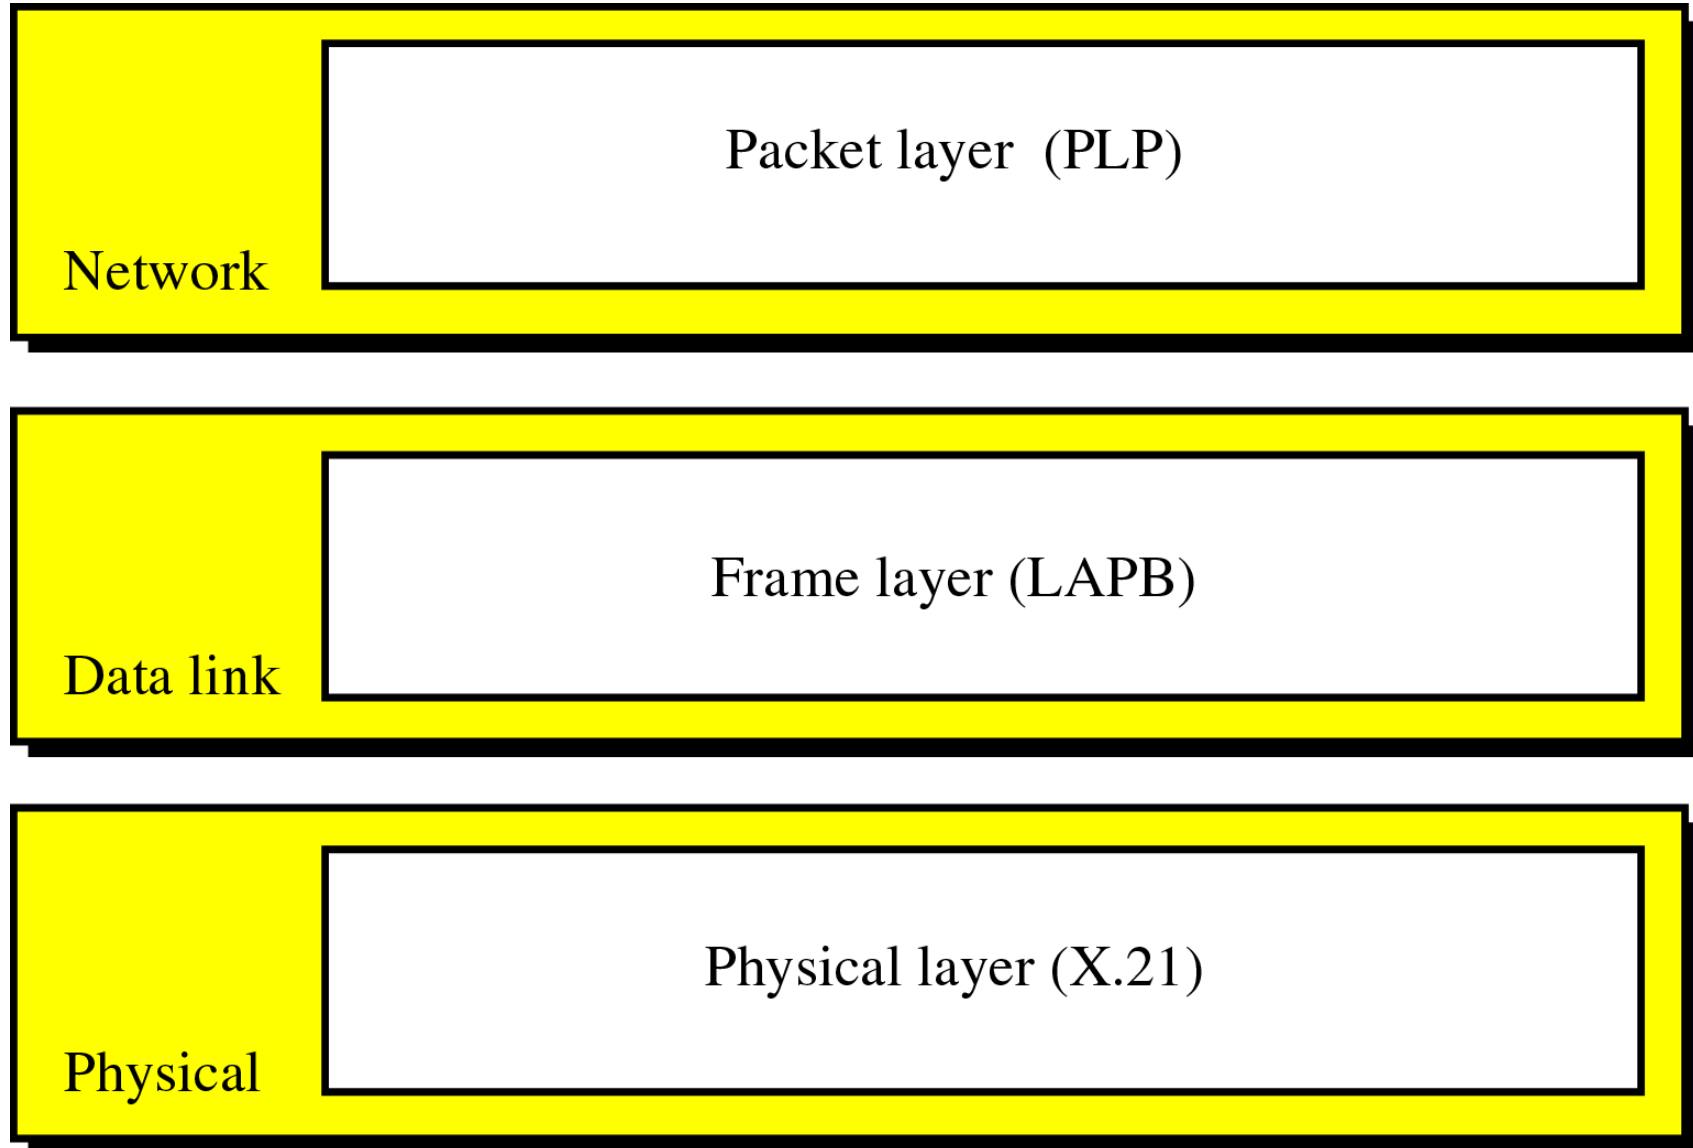 Packet layer (PLP)
Network
Frame layer (LAPB)
Data link
Physical layer (X.21)
Physical